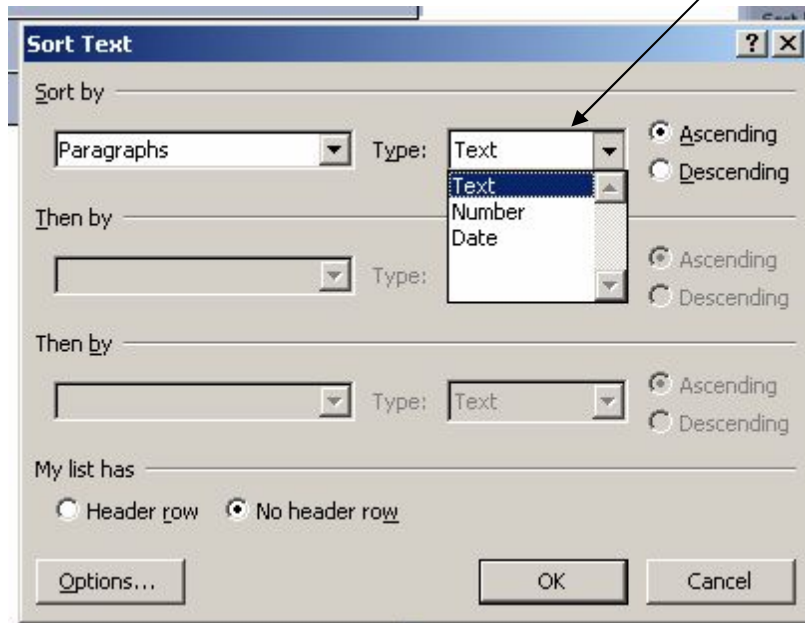 Sort Text
Sort by
Paragraphs Type: Text Ascending
Descending
Text
Number
Date
Then by
Type: Ascending
Descending
Then by
Type: Text Ascending
Descending
My list has
Header row No header row
Options... OK Cancel